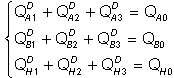 Q^D_{A1} + Q^D_{A2} + Q^D_{A3} = Q_{A0}
Q^D_{B1} + Q^D_{B2} + Q^D_{B3} = Q_{B0}
Q^D_{H1} + Q^D_{H2} + Q^D_{H3} = Q_{H0}